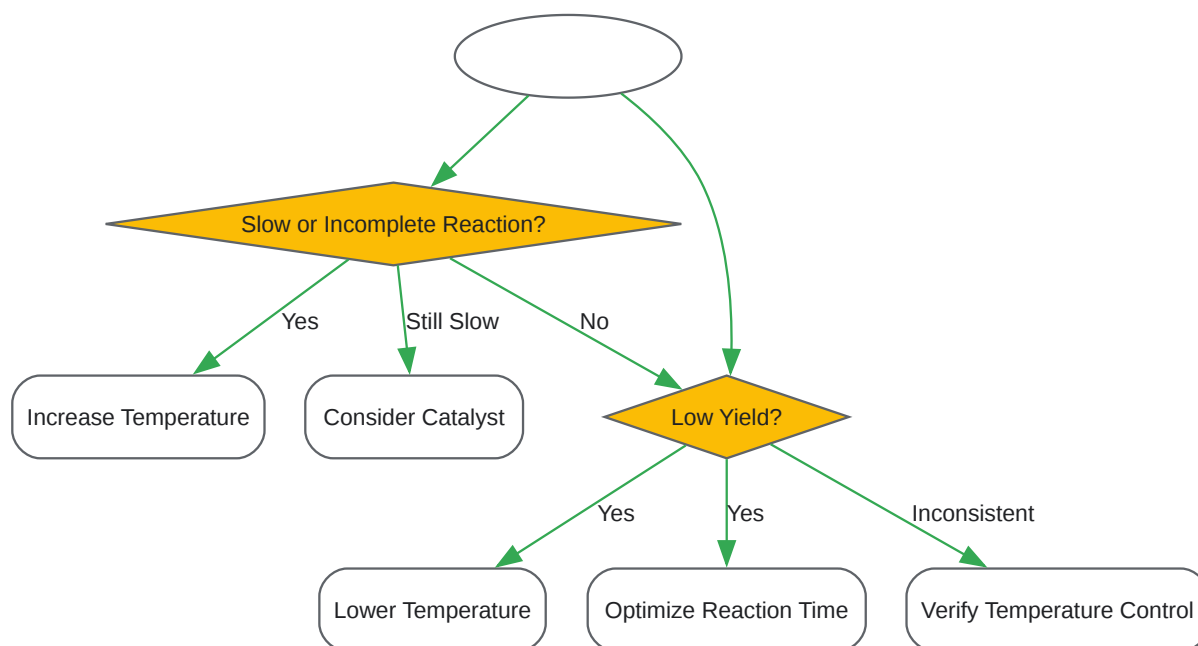 Slow or Incomplete Reaction?
Yes
Still Slow
No
Increase Temperature
Consider Catalyst
Low Yield?
Yes
Yes
Inconsistent
Lower Temperature
Optimize Reaction Time
Verify Temperature Control